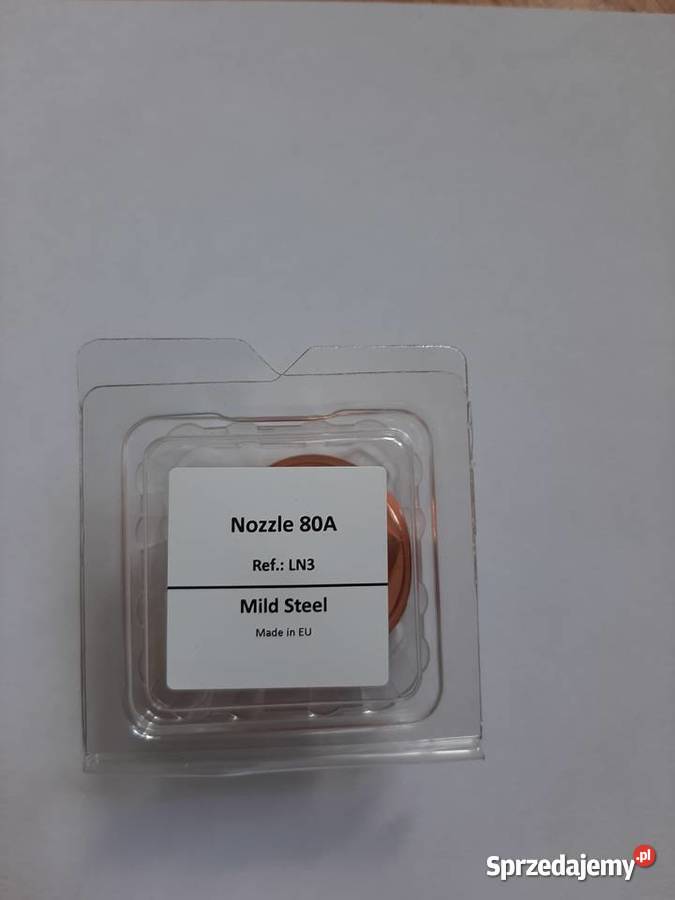 Nozzle 80A
Ref.: LN3
Mild Steel
Made in EU
Sprzedajemy.pl